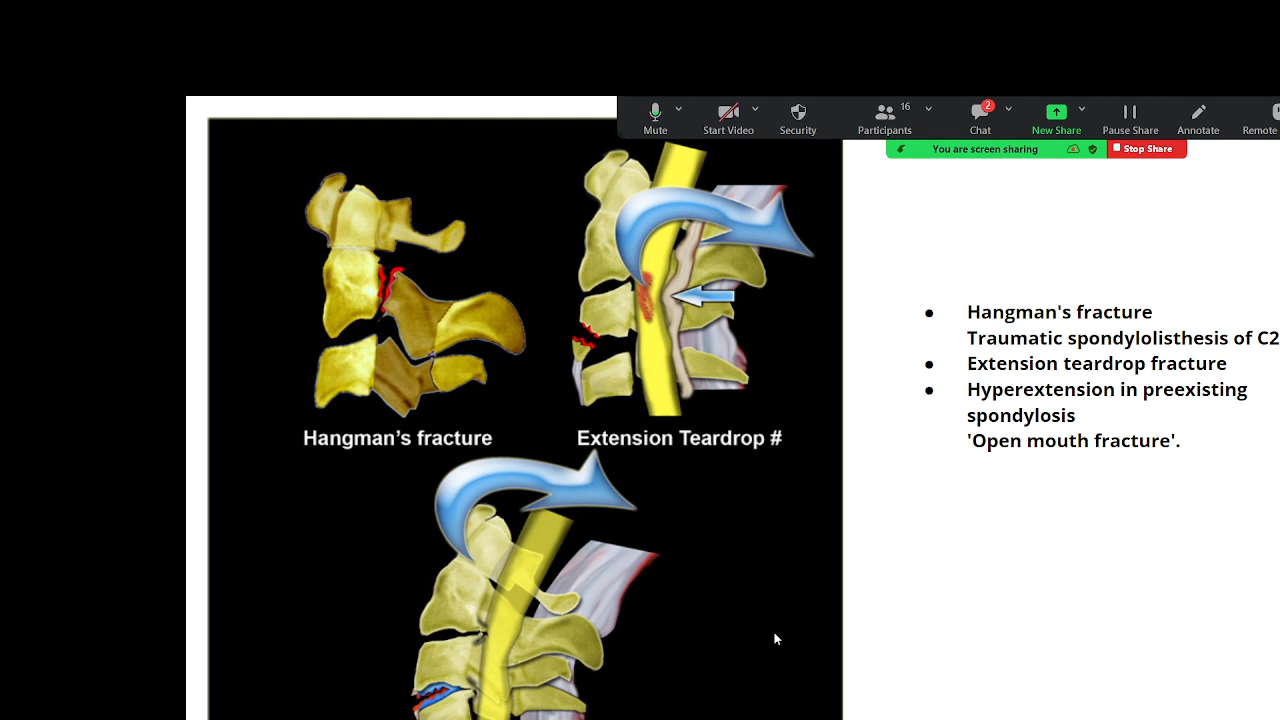 16
2
Mute
Start Video
Security
Participants
Chat
New Share
Pause Share
Annotate
Remote
You are screen sharing
Stop Share
Hangman's fracture
Traumatic spondylolisthesis of C2
Extension teardrop fracture
Hyperextension in preexisting
spondylosis
'Open mouth fracture'.
Hangman’s fracture
Extension Teardrop #